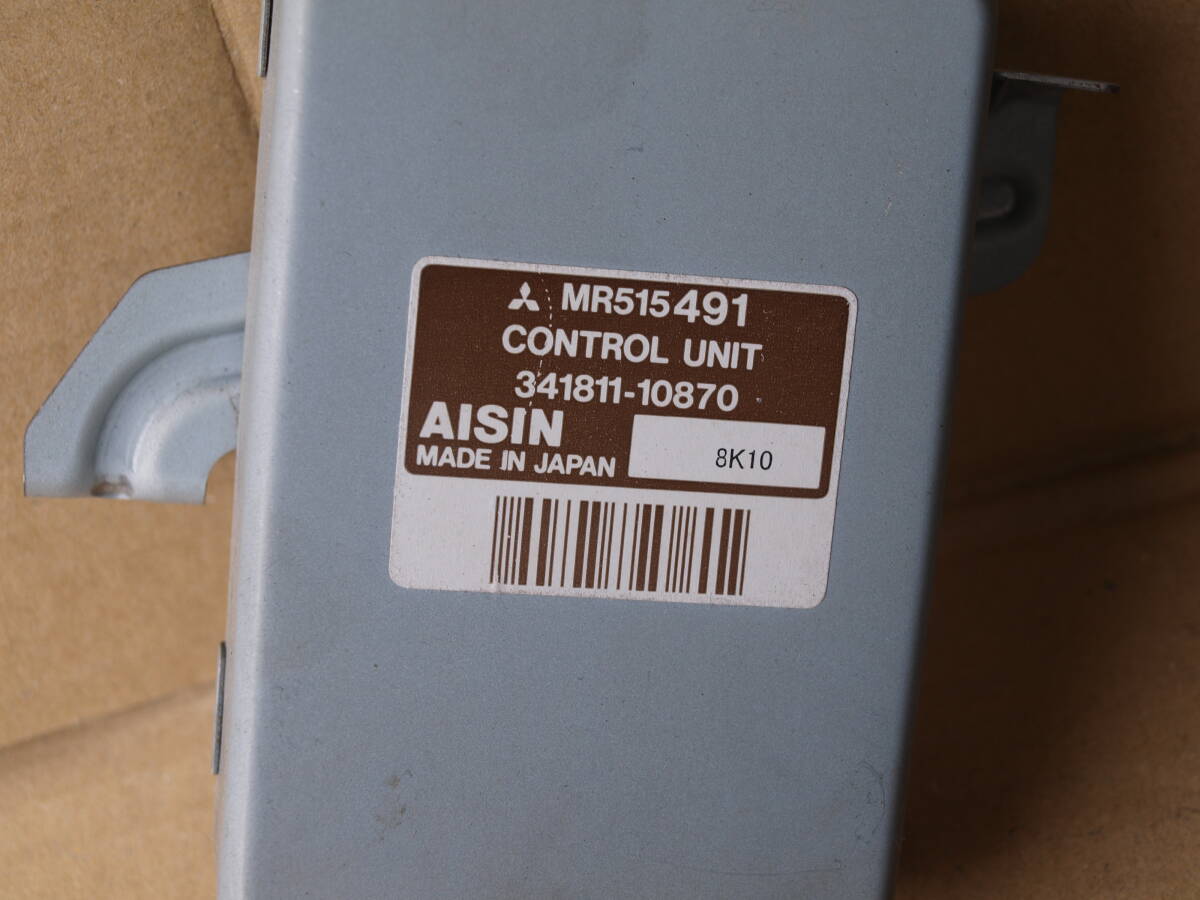 MR515491
CONTROL UNIT
341811-10870
AISIN
MADE IN JAPAN
8K10